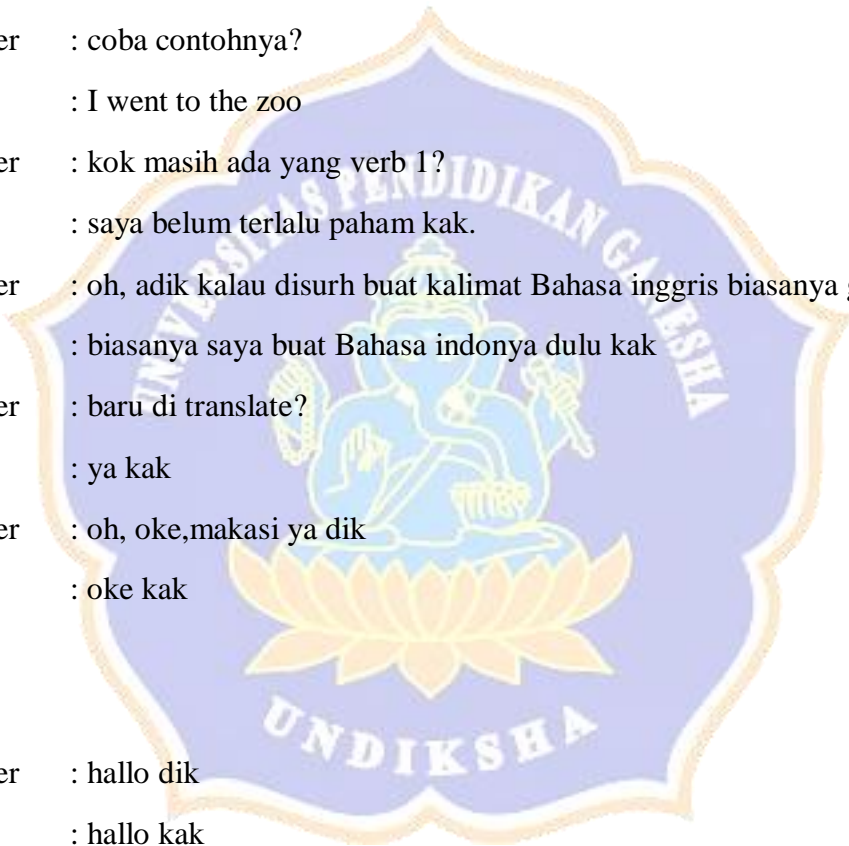 er : coba contohnya?
: I went to the zoo
er : kok masih ada yang verb 1?
: saya belum terlalu paham kak.
er : oh, adik kalau disurh buat kalimat Bahasa inggris biasanya
: biasanya saya buat Bahasa indonya dulu kak
er : baru di translate?
: ya kak
er : oh, oke,makasi ya dik
: oke kak
er : hallo dik
: hallo kak
UNIVERSITAS PENDIDIKAN GANESHA
UNDIKSHA